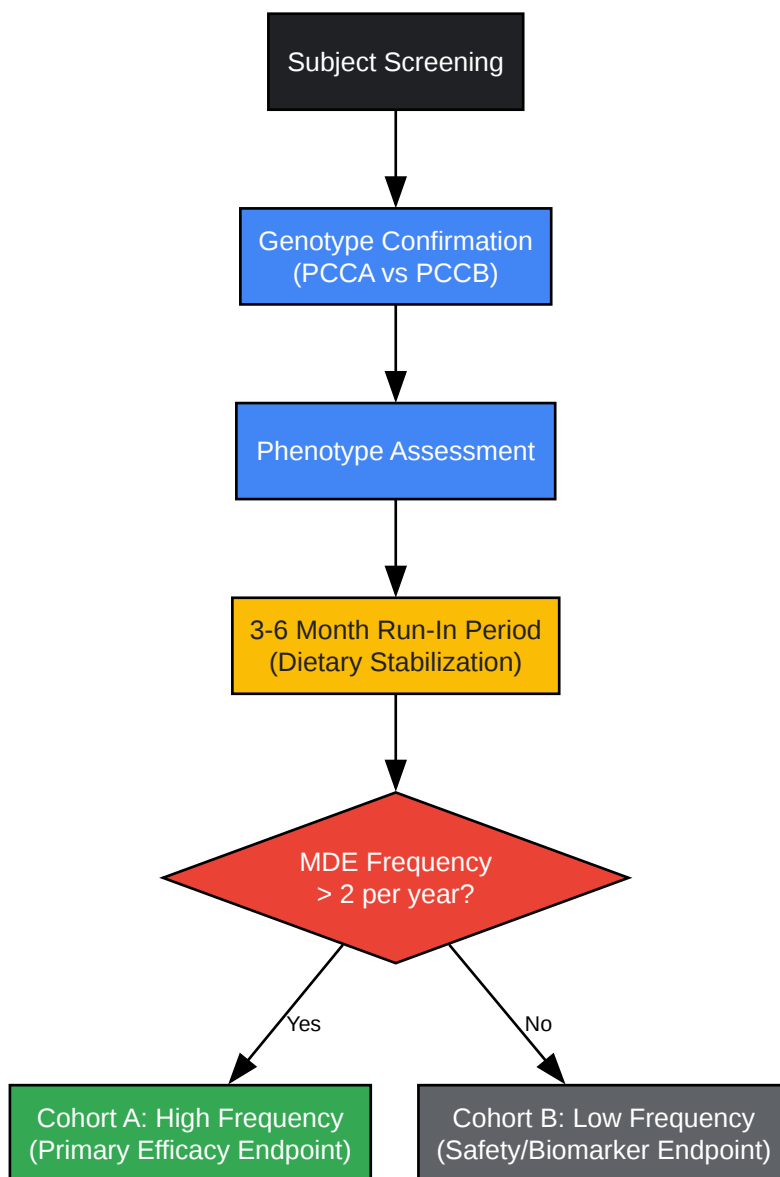 Subject Screening
Genotype Confirmation
(PCCA vs PCCB)
Phenotype Assessment
3-6 Month Run-In Period
(Dietary Stabilization)
MDE Frequency
> 2 per year?
Yes
No
Cohort A: High Frequency
(Primary Efficacy Endpoint)
Cohort B: Low Frequency
(Safety/Biomarker Endpoint)